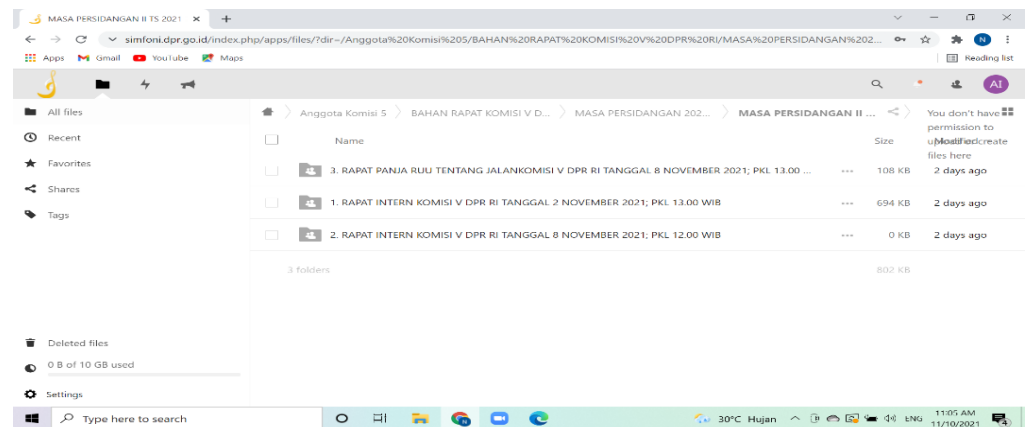 MASA PERSIDANGAN II TS 2021
simfoni.dpr.go.id/index.php/apps/files/?dir=/Anggota%20Komisi%205/BAHAN%20RAPAT%20KOMISI%20V%20DPR%20RI/MASA%20PERSIDANGAN%202...
N
Apps Gmail YouTube Maps Reading list
AI
All files
Recent
Favorites
Shares
Tags
Anggota Komisi 5 BAHAN RAPAT KOMISI V D... MASA PERSIDANGAN 202... MASA PERSIDANGAN II ...
You don't have
permission to
upload or create
files here
Name Size Modified
3. RAPAT PANJA RUU TENTANG JALANKOMISI V DPR RI TANGGAL 8 NOVEMBER 2021; PKL 13.00 ... 108 KB 2 days ago
1. RAPAT INTERN KOMISI V DPR RI TANGGAL 2 NOVEMBER 2021; PKL 13.00 WIB 694 KB 2 days ago
2. RAPAT INTERN KOMISI V DPR RI TANGGAL 8 NOVEMBER 2021; PKL 12.00 WIB 0 KB 2 days ago
3 folders 802 KB
Deleted files
0 B of 10 GB used
Settings
Type here to search
30°C Hujan
ENG
11:05 AM
11/10/2021
4